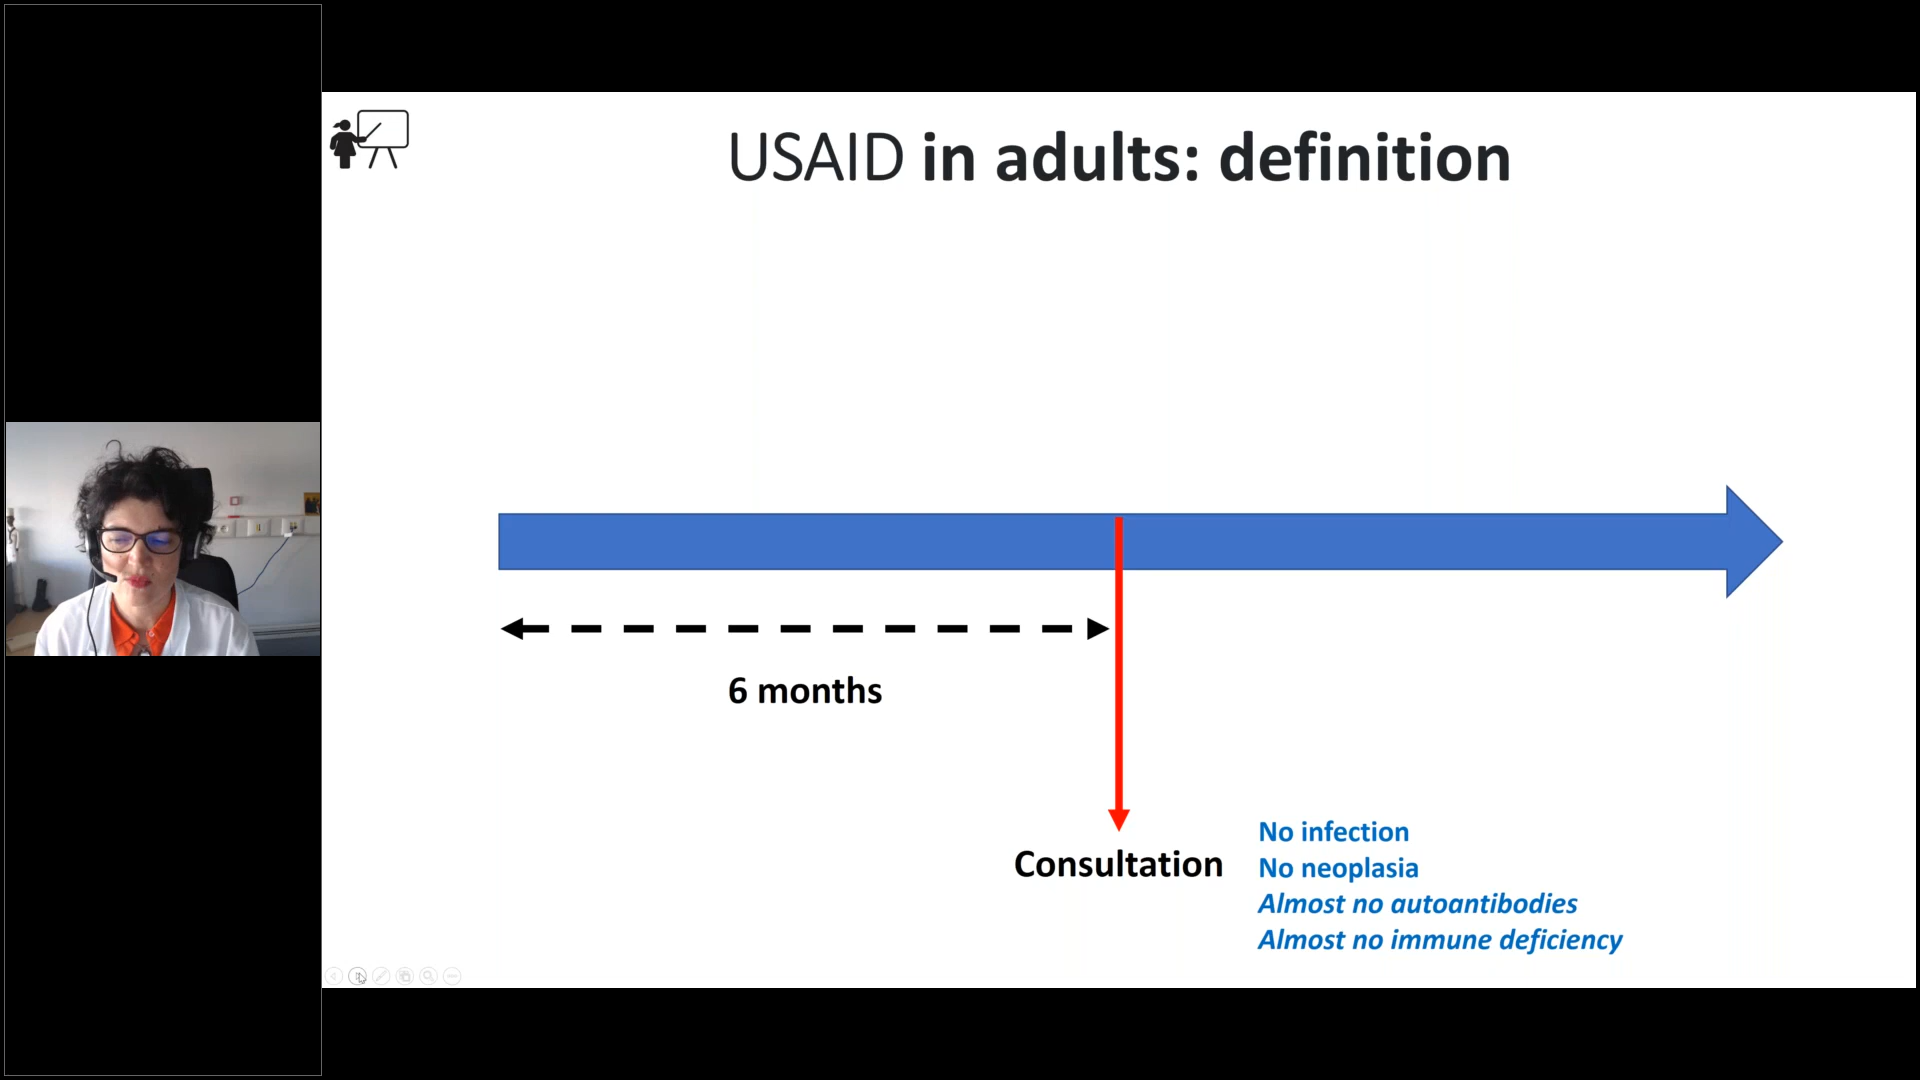 USAID in adults: definition
6 months
Consultation
No infection
No neoplasia
Almost no autoantibodies
Almost no immune deficiency